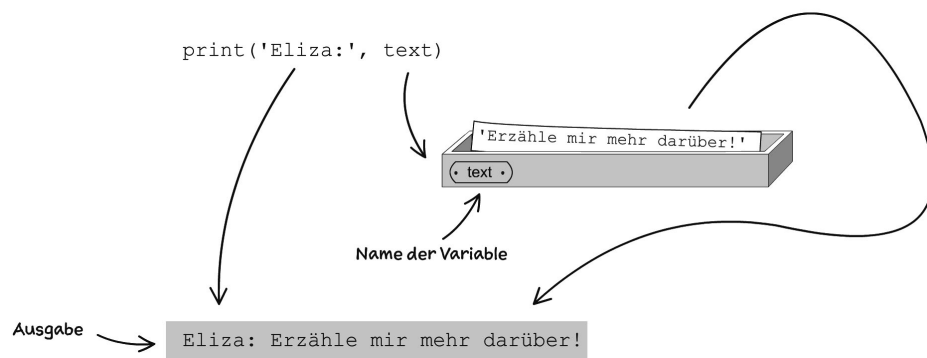 print('Eliza:', text)
'Erzähle mir mehr darüber!'
text
Name der Variable
Ausgabe
Eliza: Erzähle mir mehr darüber!